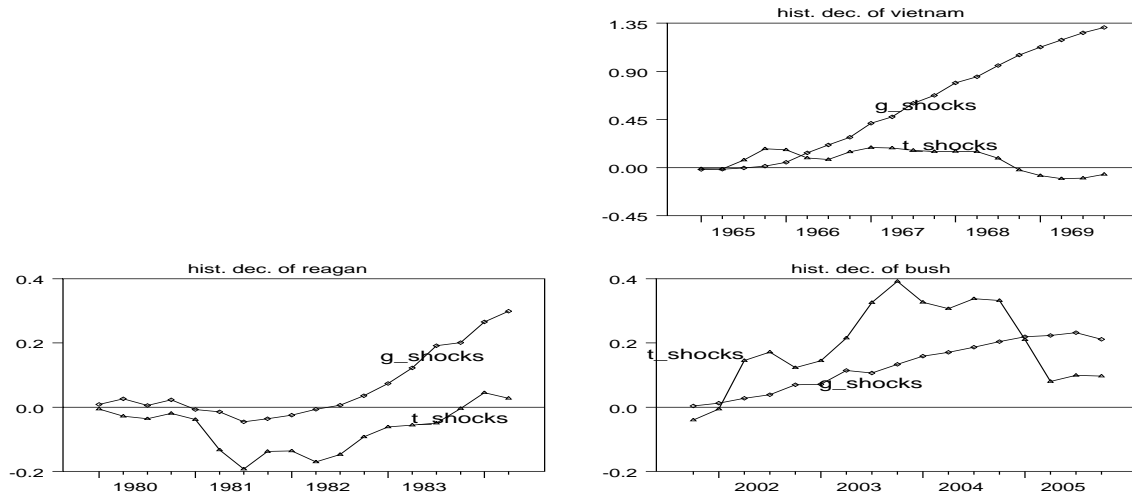 hist. dec. of vietnam
1.35
0.90
0.45
0.00
-0.45
g_shocks
t_shocks
1965 1966 1967 1968 1969
hist. dec. of reagan
0.4
0.2
0.0
-0.2
g_shocks
t_shocks
1980 1981 1982 1983
hist. dec. of bush
0.4
0.2
0.0
-0.2
t_shocks
g_shocks
2002 2003 2004 2005